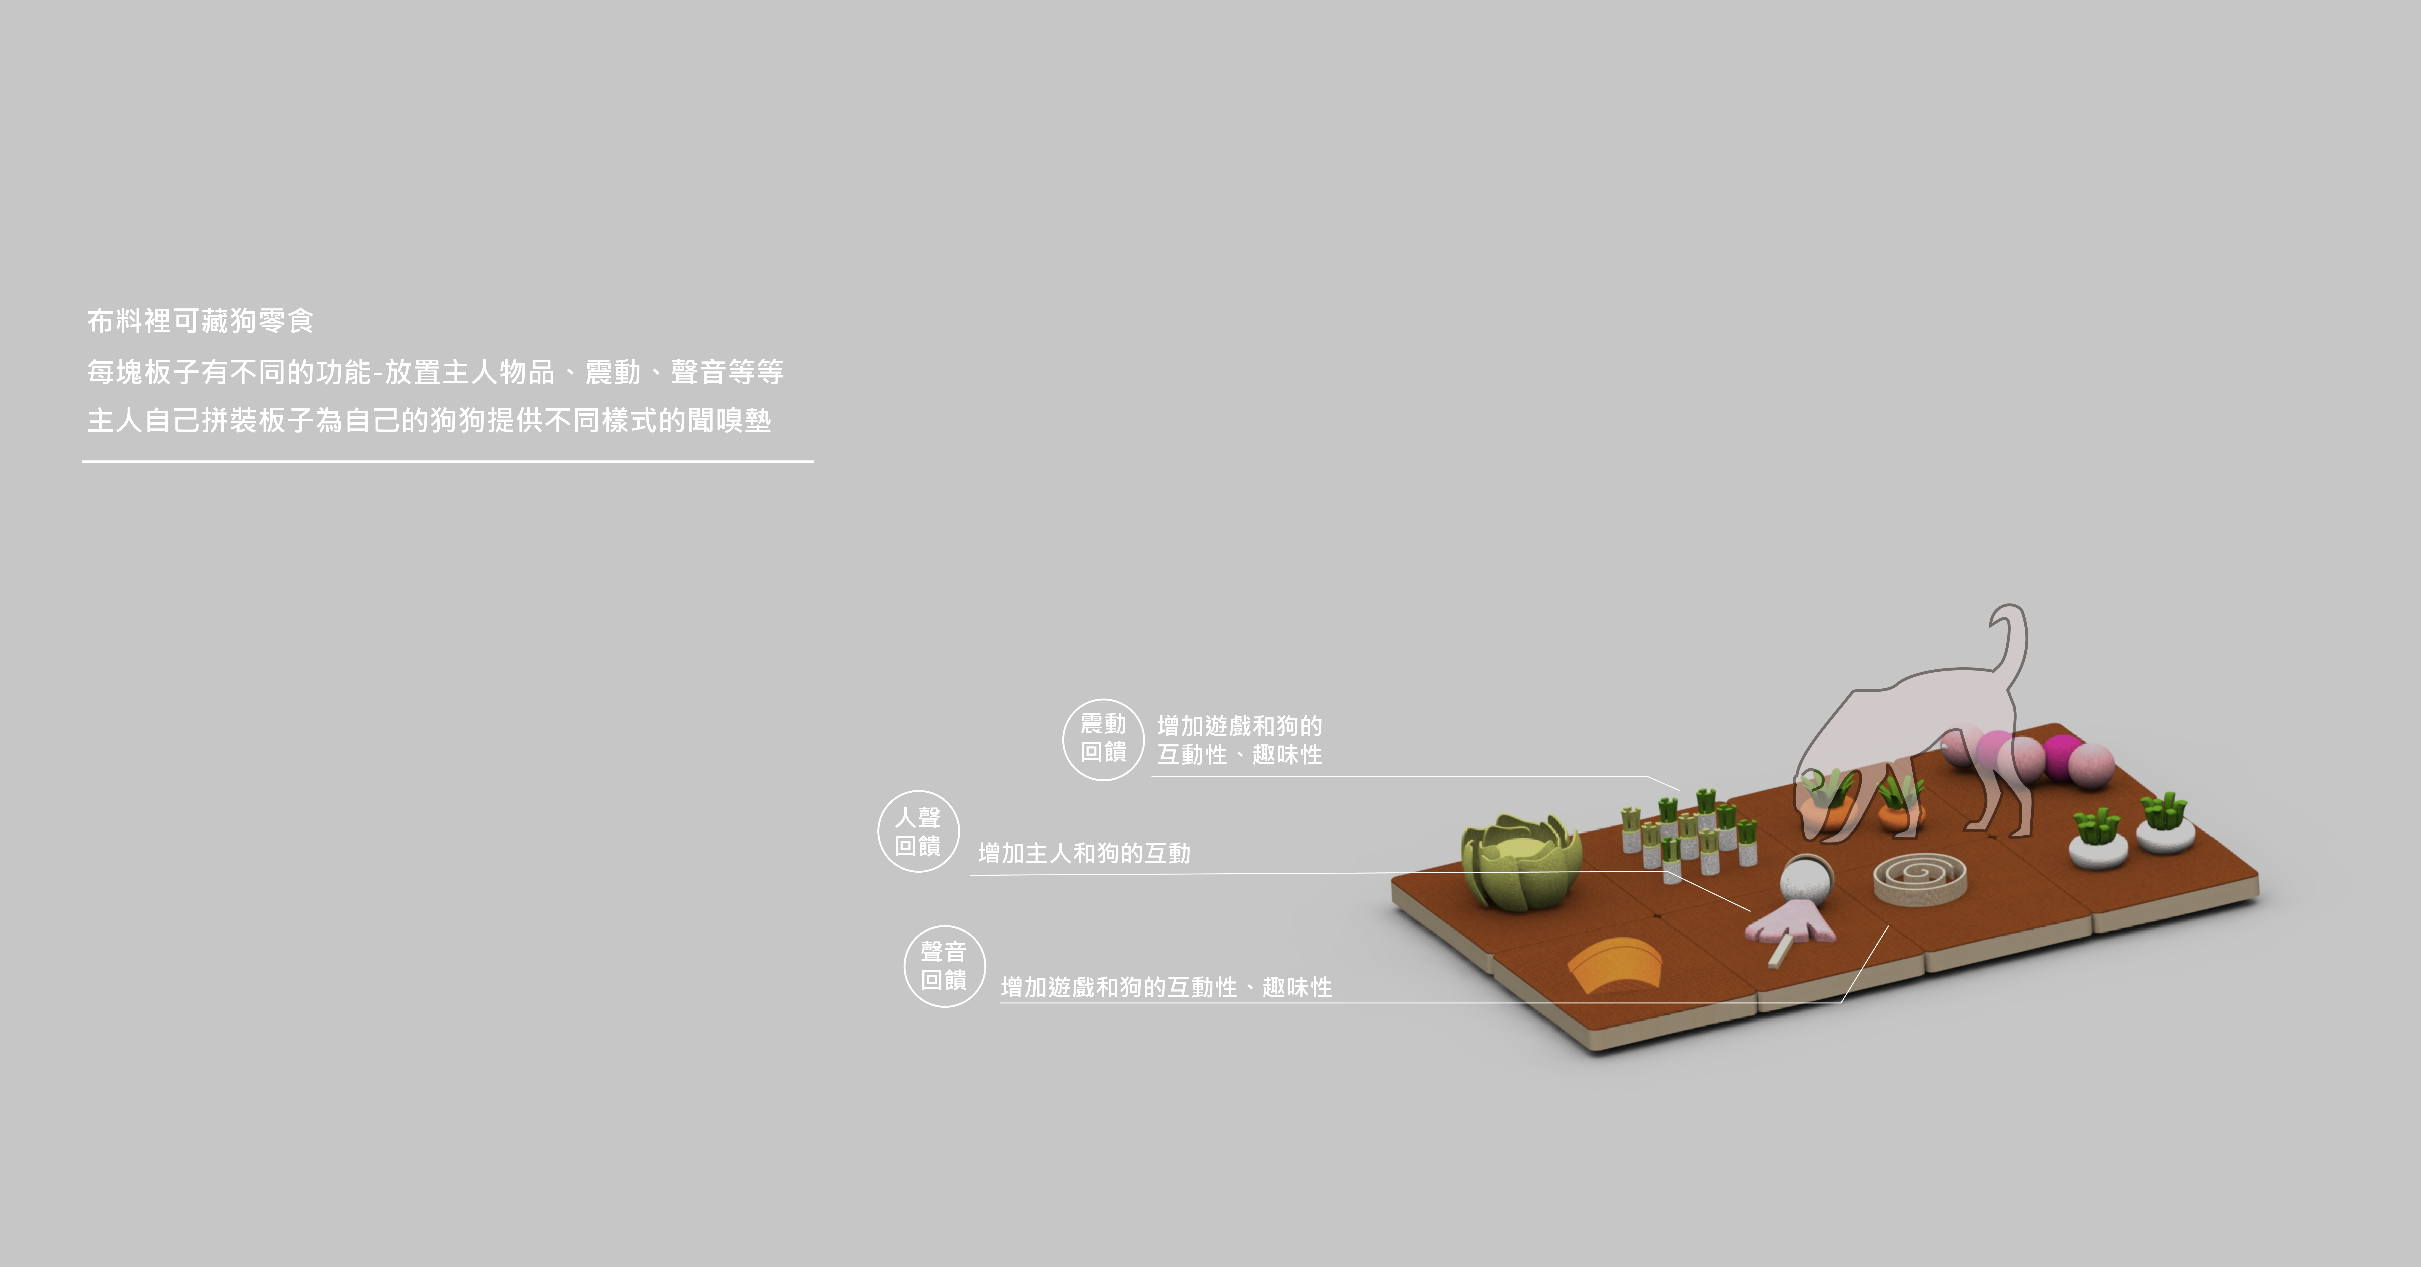 布料裡可藏狗零食
每塊板子有不同的功能-放置主人物品、震動、聲音等等
主人自己拼裝板子為自己的狗狗提供不同樣式的聞嗅墊
震動
回饋
增加遊戲和狗的
互動性、趣味性
人聲
回饋
增加主人和狗的互動
聲音
回饋
增加遊戲和狗的互動性、趣味性